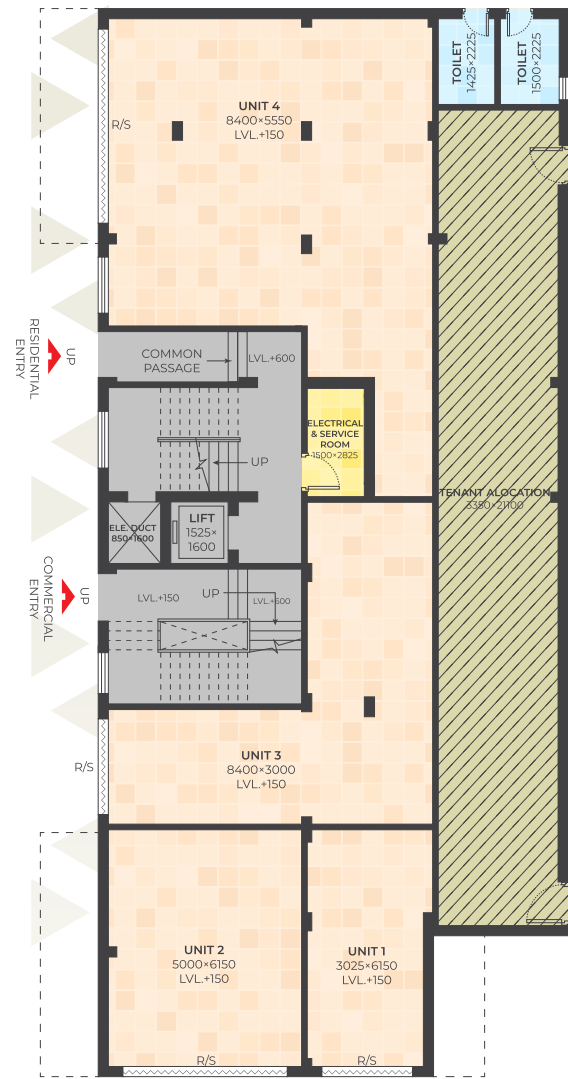 TOILET
1425×2225
TOILET
1500×2225
UNIT 4
8400×5550
LVL.+150
R/S
RESIDENTIAL
ENTRY
UP
COMMON
PASSAGE
LVL.+600
UP
ELECTRICAL
& SERVICE
ROOM
1500×2825
TENANT ALOCATION
3350×21100
ELE. DUCT
850×1600
LIFT
1525×
1600
COMMERCIAL
ENTRY
UP
LVL.+150
UP
LVL.+600
R/S
UNIT 3
8400×3000
LVL.+150
UNIT 2
5000×6150
LVL.+150
UNIT 1
3025×6150
LVL.+150
R/S
R/S